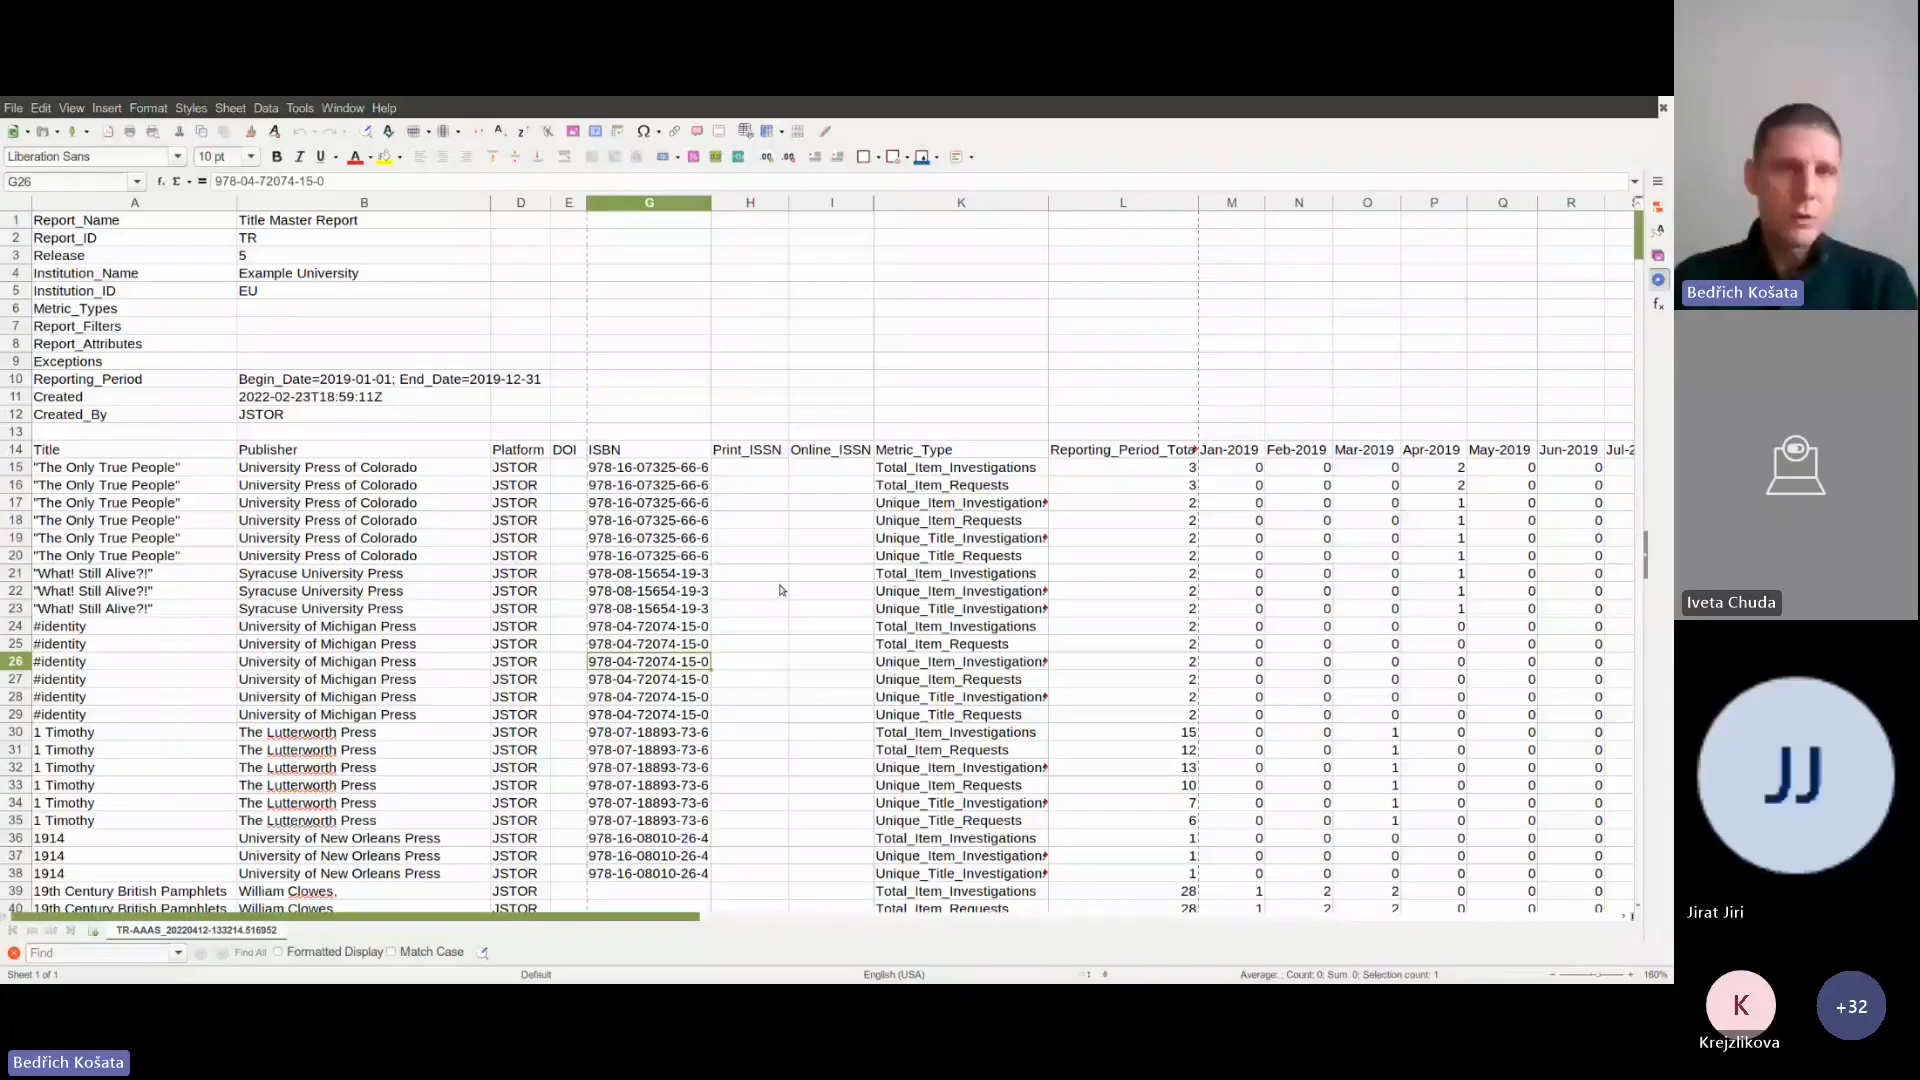 File Edit View Insert Format Styles Sheet Data Tools Window Help
Liberation Sans 10 pt
G26 978-04-72074-15-0
A B D E G H I K L M N O P Q R
1 Report_Name Title Master Report
2 Report_ID TR
3 Release 5
4 Institution_Name Example University
5 Institution_ID EU
6 Metric_Types
7 Report_Filters
8 Report_Attributes
9 Exceptions
10 Reporting_Period Begin_Date=2019-01-01; End_Date=2019-12-31
11 Created 2022-02-23T18:59:11Z
12 Created_By JSTOR
13
14 Title Publisher Platform DOI ISBN Print_ISSN Online_ISSN Metric_Type Reporting_Period_Tota Jan-2019 Feb-2019 Mar-2019 Apr-2019 May-2019 Jun-2019 Jul-2
15 "The Only True People" University Press of Colorado JSTOR 978-16-07325-66-6 Total_Item_Investigations 3 0 0 0 2 0 0
16 "The Only True People" University Press of Colorado JSTOR 978-16-07325-66-6 Total_Item_Requests 3 0 0 0 2 0 0
17 "The Only True People" University Press of Colorado JSTOR 978-16-07325-66-6 Unique_Item_Investigation 2 0 0 0 1 0 0
18 "The Only True People" University Press of Colorado JSTOR 978-16-07325-66-6 Unique_Item_Requests 2 0 0 0 1 0 0
19 "The Only True People" University Press of Colorado JSTOR 978-16-07325-66-6 Unique_Title_Investigation 2 0 0 0 1 0 0
20 "The Only True People" University Press of Colorado JSTOR 978-16-07325-66-6 Unique_Title_Requests 2 0 0 0 1 0 0
21 "What! Still Alive?!" Syracuse University Press JSTOR 978-08-15654-19-3 Total_Item_Investigations 2 0 0 0 1 0 0
22 "What! Still Alive?!" Syracuse University Press JSTOR 978-08-15654-19-3 Unique_Item_Investigation 2 0 0 0 1 0 0
23 "What! Still Alive?!" Syracuse University Press JSTOR 978-08-15654-19-3 Unique_Title_Investigation 2 0 0 0 1 0 0
24 #identity University of Michigan Press JSTOR 978-04-72074-15-0 Total_Item_Investigations 2 0 0 0 0 0 0
25 #identity University of Michigan Press JSTOR 978-04-72074-15-0 Total_Item_Requests 2 0 0 0 0 0 0
26 #identity University of Michigan Press JSTOR 978-04-72074-15-0 Unique_Item_Investigation 2 0 0 0 0 0 0
27 #identity University of Michigan Press JSTOR 978-04-72074-15-0 Unique_Item_Requests 2 0 0 0 0 0 0
28 #identity University of Michigan Press JSTOR 978-04-72074-15-0 Unique_Title_Investigation 2 0 0 0 0 0 0
29 #identity University of Michigan Press JSTOR 978-04-72074-15-0 Unique_Title_Requests 2 0 0 0 0 0 0
30 1 Timothy The Lutterworth Press JSTOR 978-07-18893-73-6 Total_Item_Investigations 15 0 0 1 0 0 0
31 1 Timothy The Lutterworth Press JSTOR 978-07-18893-73-6 Total_Item_Requests 12 0 0 1 0 0 0
32 1 Timothy The Lutterworth Press JSTOR 978-07-18893-73-6 Unique_Item_Investigation 13 0 0 1 0 0 0
33 1 Timothy The Lutterworth Press JSTOR 978-07-18893-73-6 Unique_Item_Requests 10 0 0 1 0 0 0
34 1 Timothy The Lutterworth Press JSTOR 978-07-18893-73-6 Unique_Title_Investigation 7 0 0 1 0 0 0
35 1 Timothy The Lutterworth Press JSTOR 978-07-18893-73-6 Unique_Title_Requests 6 0 0 1 0 0 0
36 1914 University of New Orleans Press JSTOR 978-16-08010-26-4 Total_Item_Investigations 1 0 0 0 0 0 0
37 1914 University of New Orleans Press JSTOR 978-16-08010-26-4 Unique_Item_Investigation 1 0 0 0 0 0 0
38 1914 University of New Orleans Press JSTOR 978-16-08010-26-4 Unique_Title_Investigation 1 0 0 0 0 0 0
39 19th Century British Pamphlets William Clowes, JSTOR Total_Item_Investigations 28 1 2 2 0 0 0
40 19th Century British Pamphlets William Clowes JSTOR Total_Item_Requests 28 1 2 2 0 0 0
TR-AAAS_20220412-133214.516952
Find Find All Formatted Display Match Case
Sheet 1 of 1 Default English (USA) Average: ; Count: 0; Sum: 0; Selection count: 1 160%
Bedřich Košata
Iveta Chuda
JJ
Jirat Jiri
K +32
Krejzlikova
Bedřich Košata